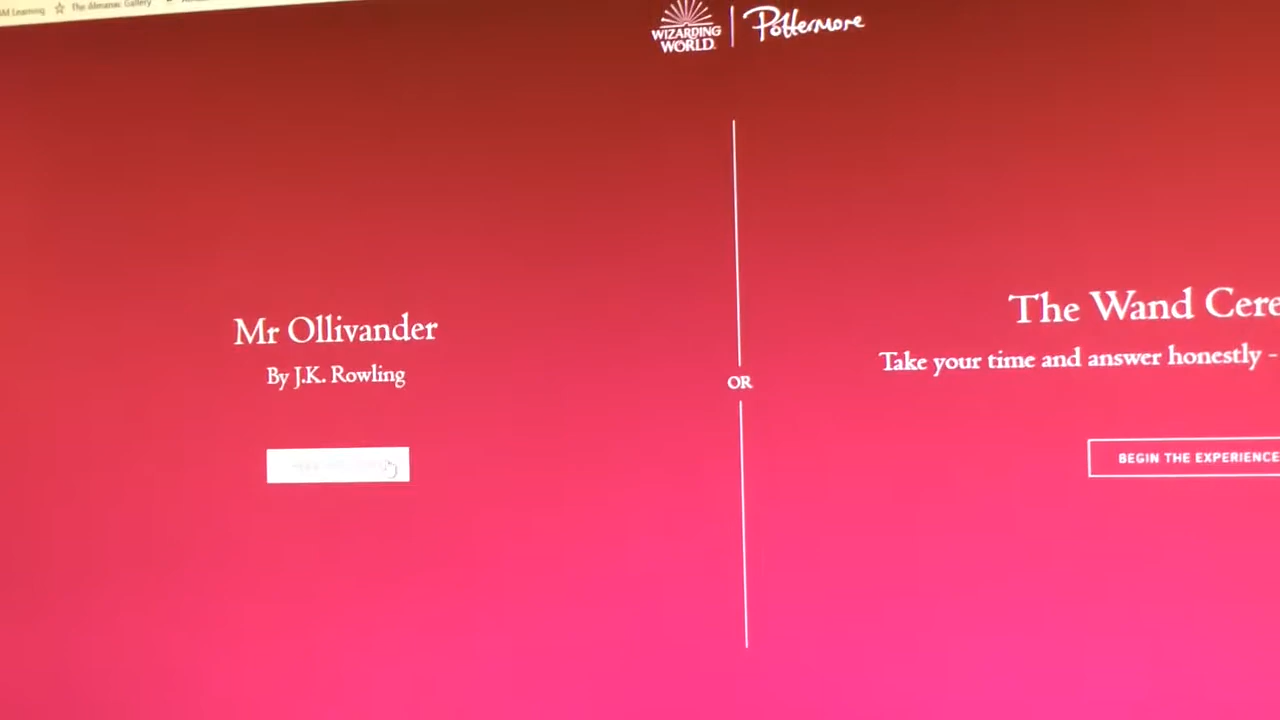 M Learning ☆ The Almanac Gallery
WIZARDING
WORLD
Pottermore
Mr Ollivander
By J.K. Rowling
OR
The Wand Cere
Take your time and answer honestly -
BEGIN THE EXPERIENCE